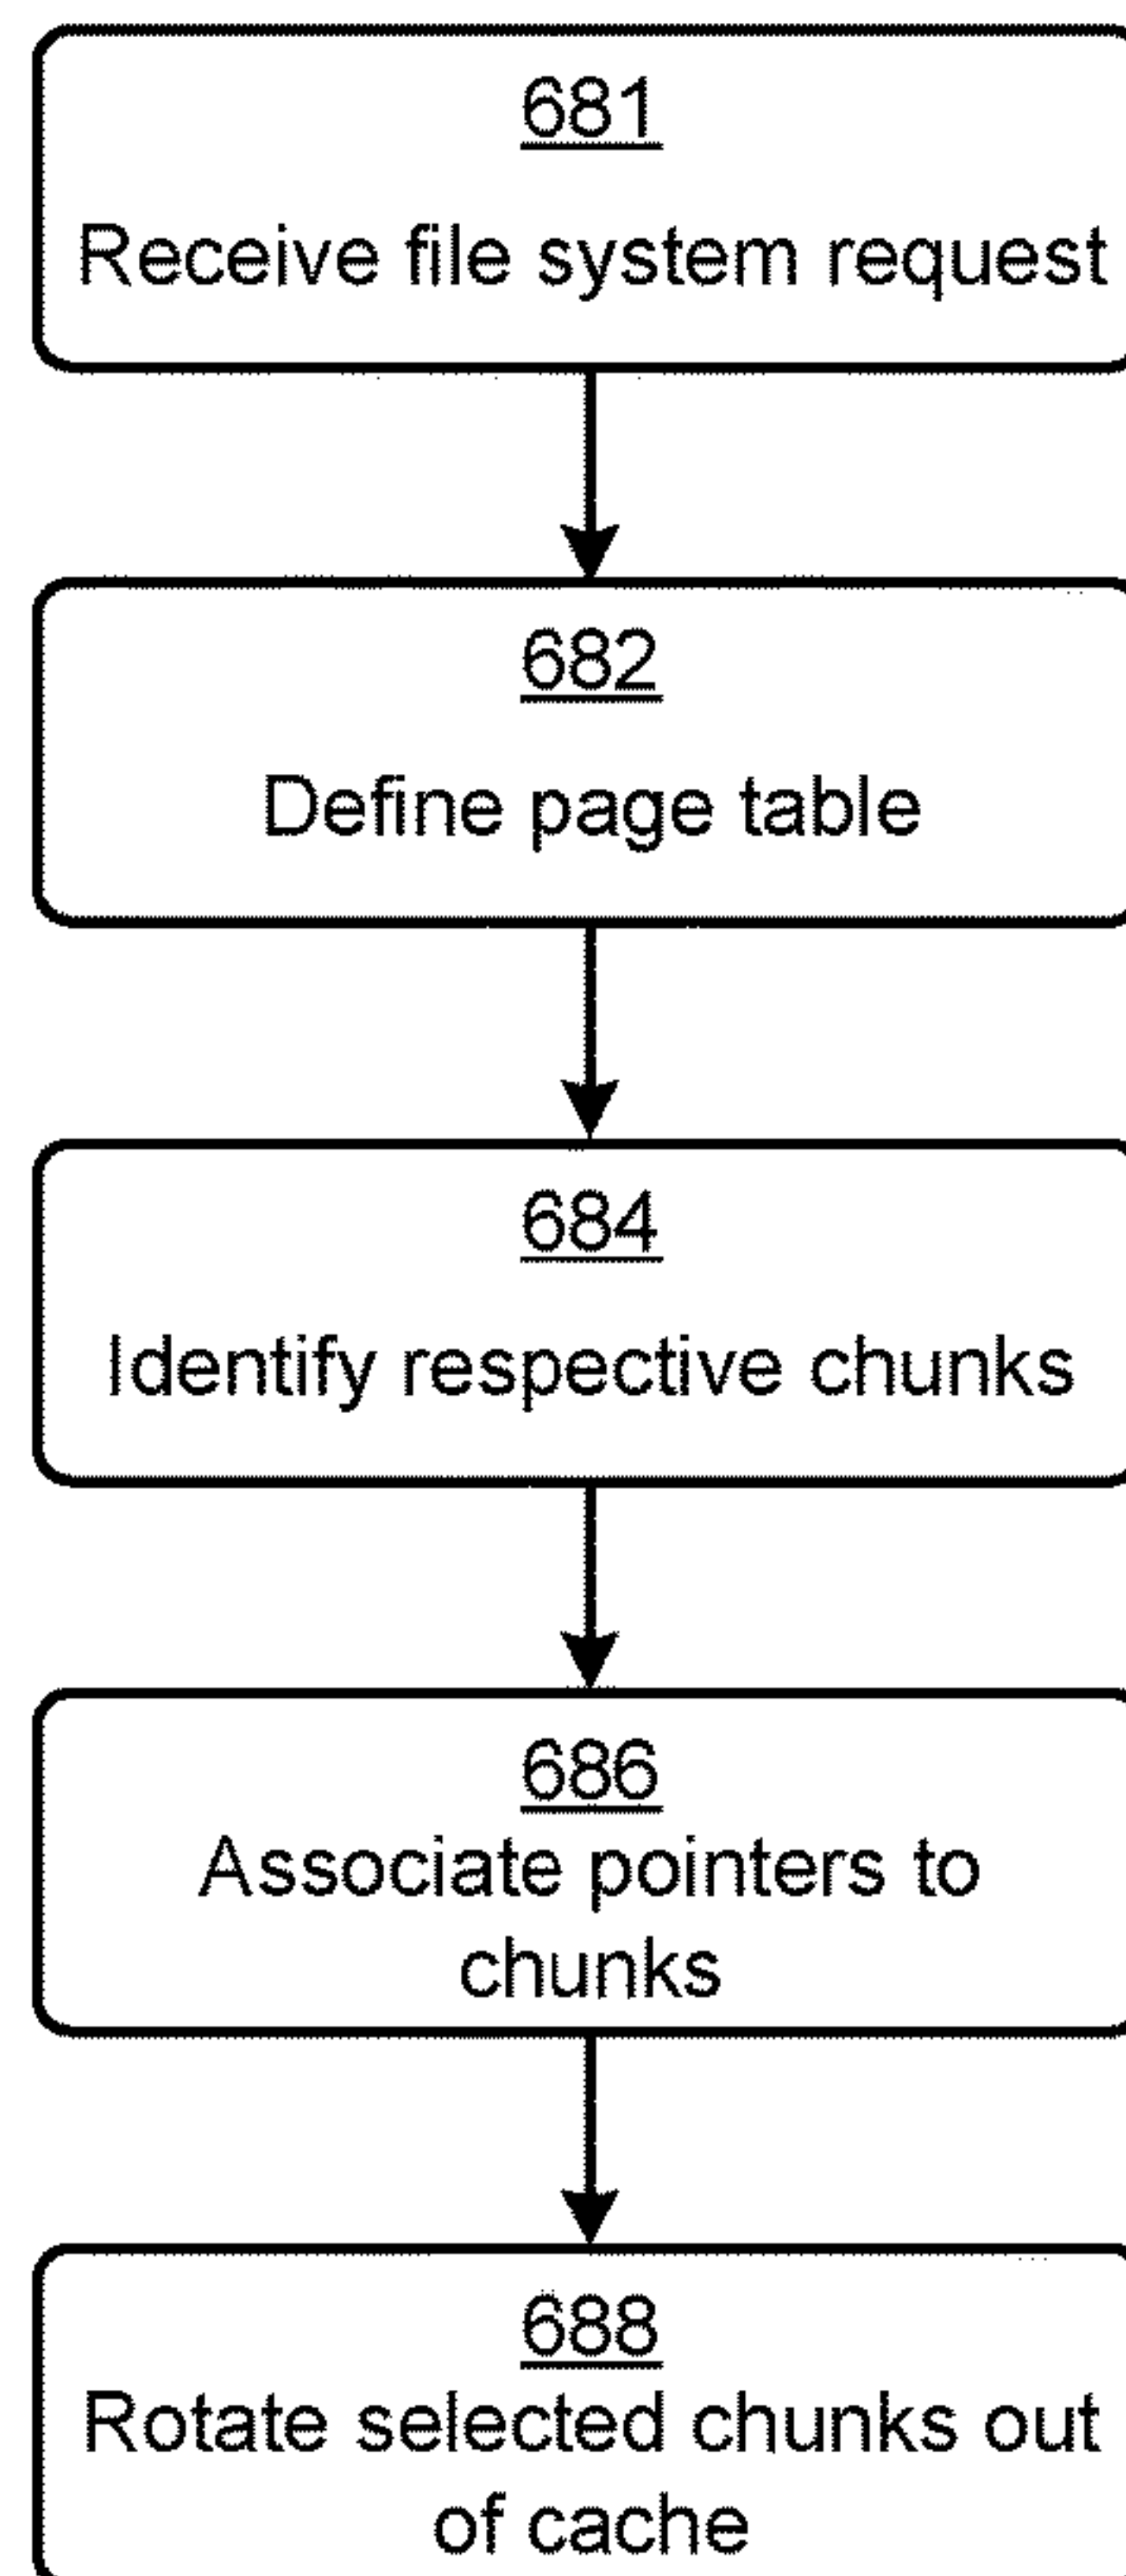 681
Receive file system request
682
Define page table
684
Identify respective chunks
686
Associate pointers to
chunks
688
Rotate selected chunks out
of cache